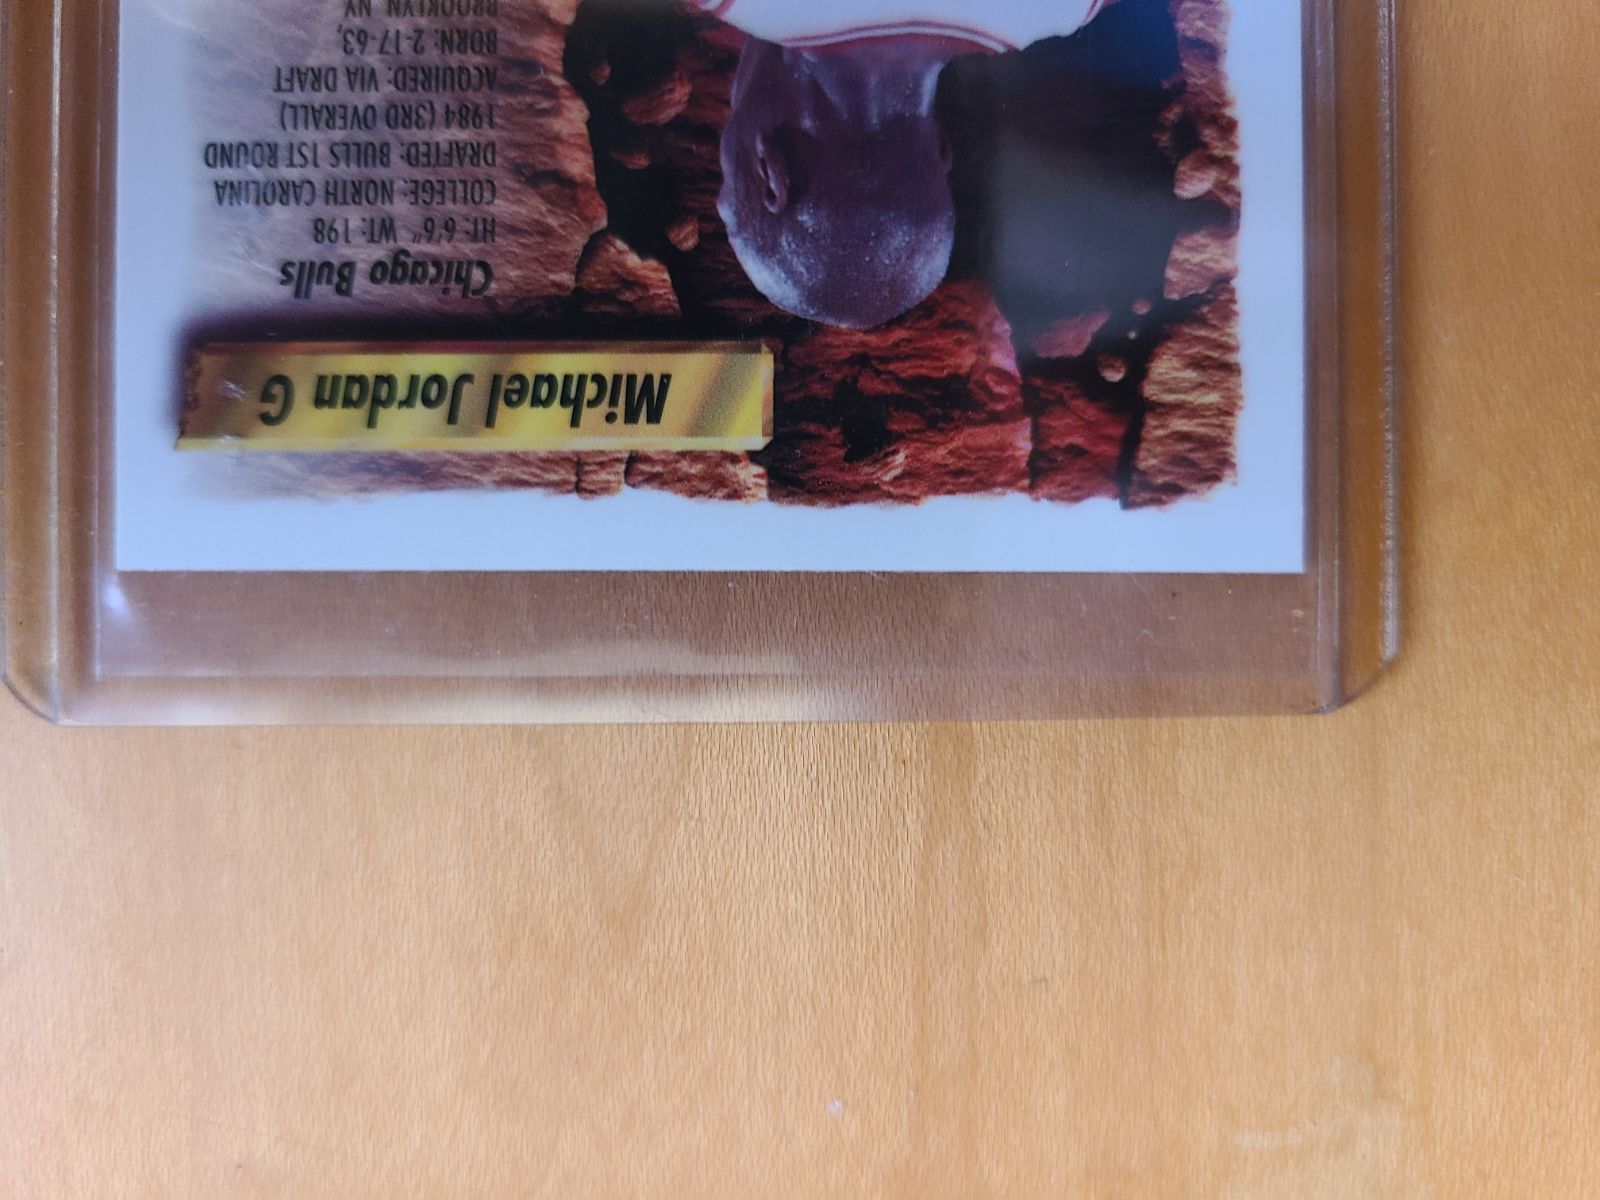 Michael Jordan G
Chicago Bulls
HT: 6'6" WT: 198
COLLEGE: NORTH CAROLINA
DRAFTED: BULLS 1ST ROUND
1984 (3RD OVERALL)
ACQUIRED: VIA DRAFT
BORN: 2-17-63,
BROOKLYN, NY